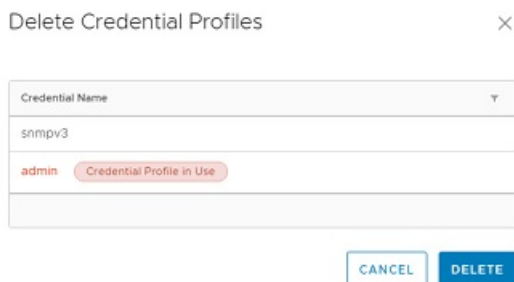 Delete Credential Profiles
Credential Name
snmpv3
admin Credential Profile in Use
CANCEL DELETE